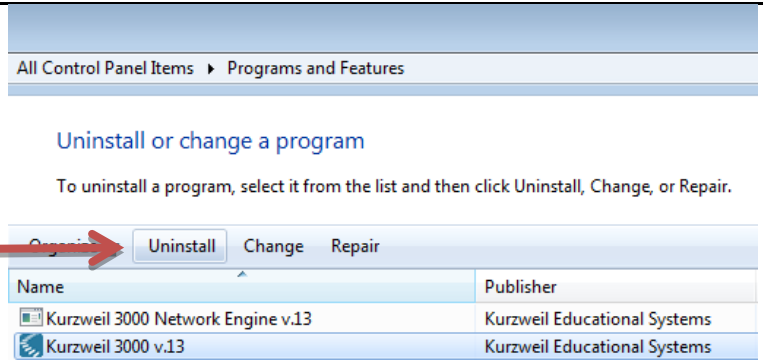 All Control Panel Items ▸ Programs and Features
Uninstall or change a program
To uninstall a program, select it from the list and then click Uninstall, Change, or Repair.
Uninstall Change Repair
Name Publisher
Kurzweil 3000 Network Engine v.13 Kurzweil Educational Systems
Kurzweil 3000 v.13 Kurzweil Educational Systems